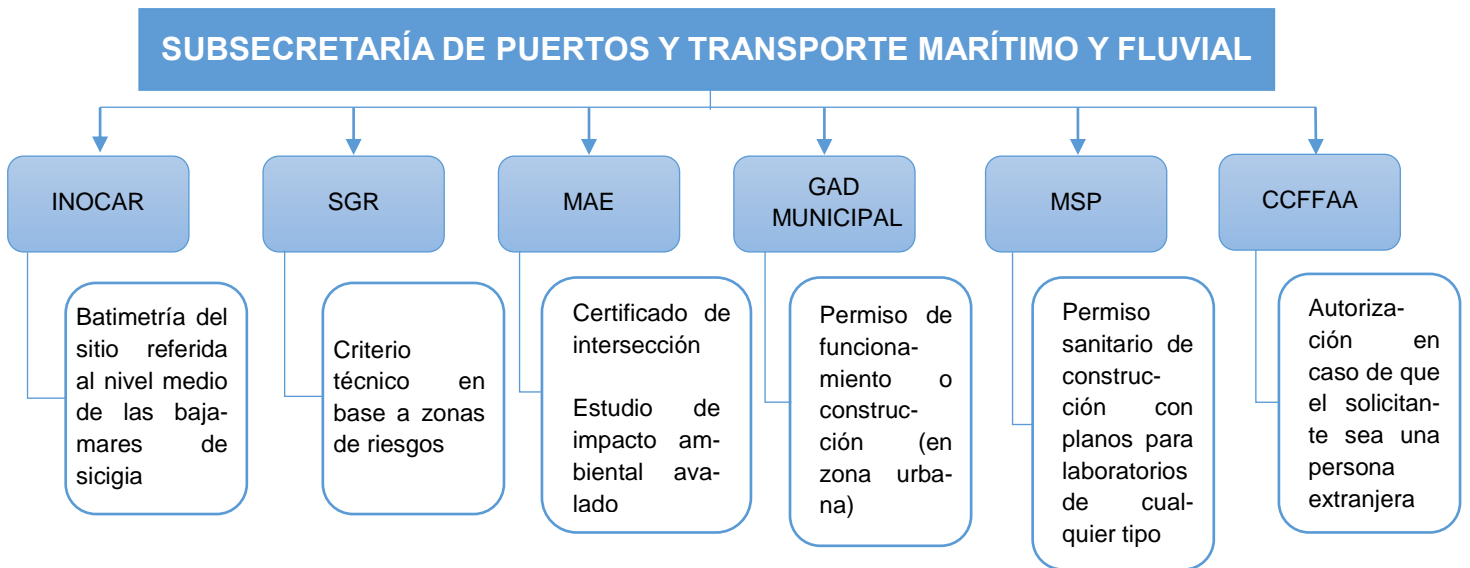 SUBSECRETARÍA DE PUERTOS Y TRANSPORTE MARÍTIMO Y FLUVIAL
INOCAR
SGR
MAE
GAD
MUNICIPAL
MSP
CCFFAA
Batimetría del
sitio referida
al nivel medio
de las baja-
mares de
sicigia
Criterio
técnico en
base a zonas
de riesgos
Certificado de
intersección
Estudio de
impacto am-
biental ava-
lado
Permiso de
funciona-
miento o
construc-
ción (en
zona urba-
na)
Permiso
sanitario de
construc-
ción con
planos para
laboratorios
de cual-
quier tipo
Autoriza-
ción en
caso de que
el solicitan-
te sea una
persona
extranjera